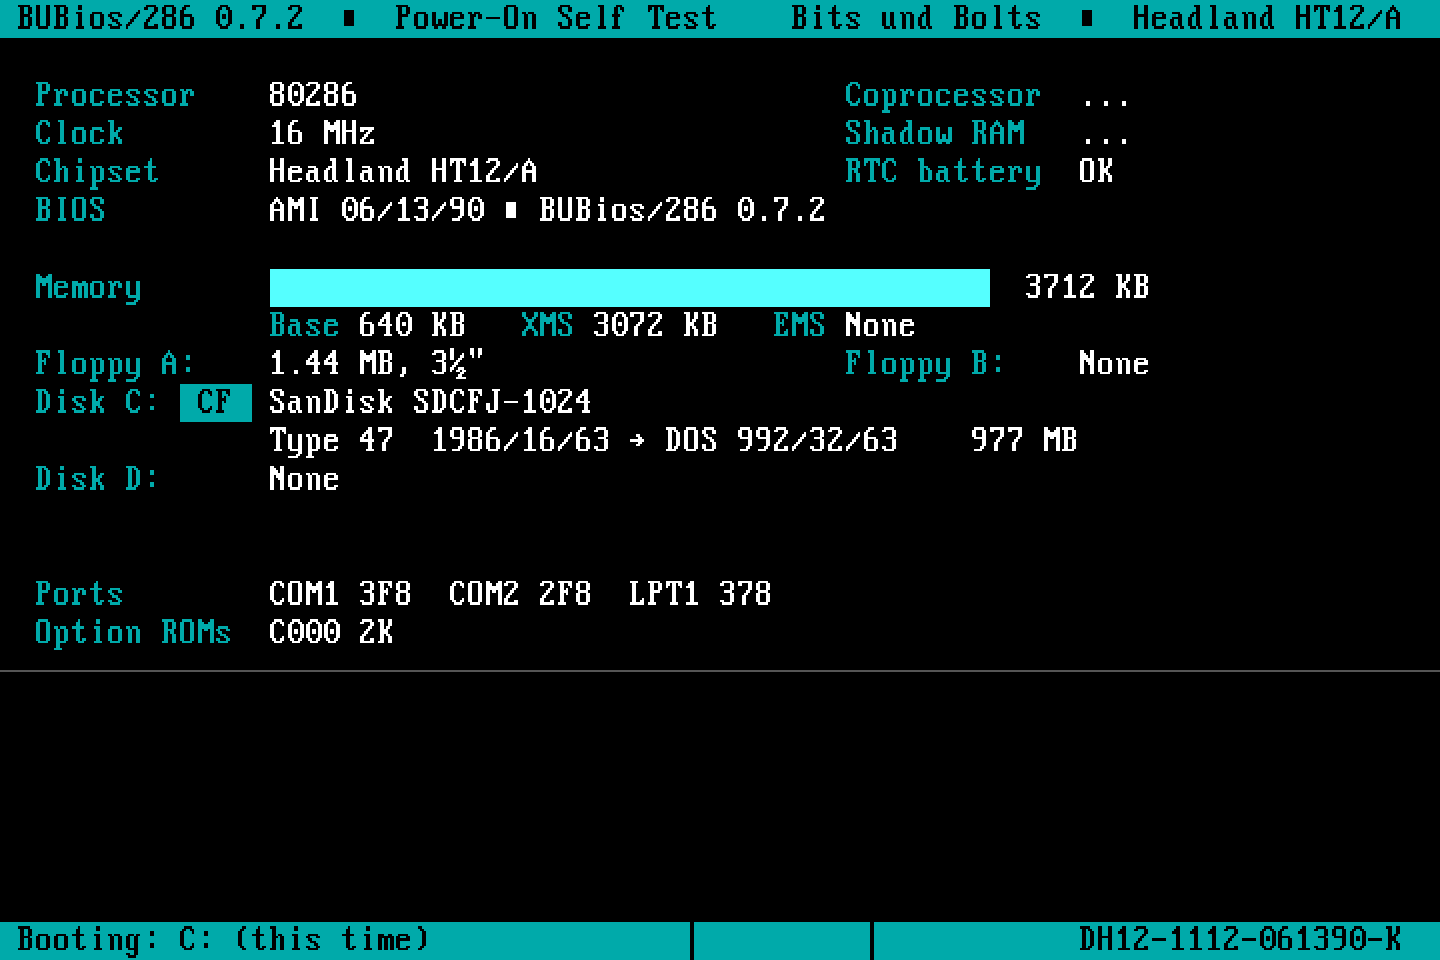 BUBios/286 0.7.2 ■ Power-On Self Test Bits und Bolts ■ Headland HT12/A
Processor 80286 Coprocessor ...
Clock 16 MHz Shadow RAM ...
Chipset Headland HT12/A RTC battery OK
BIOS AMI 06/13/90 ■ BUBios/286 0.7.2
Memory 3712 KB
Base 640 KB XMS 3072 KB EMS None
Floppy A: 1.44 MB, 3½" Floppy B: None
Disk C: CF SanDisk SDCFJ-1024
Type 47 1986/16/63 → DOS 992/32/63 977 MB
Disk D: None
Ports COM1 3F8 COM2 2F8 LPT1 378
Option ROMs C000 2K
Booting: C: (this time) DH12-1112-061390-K